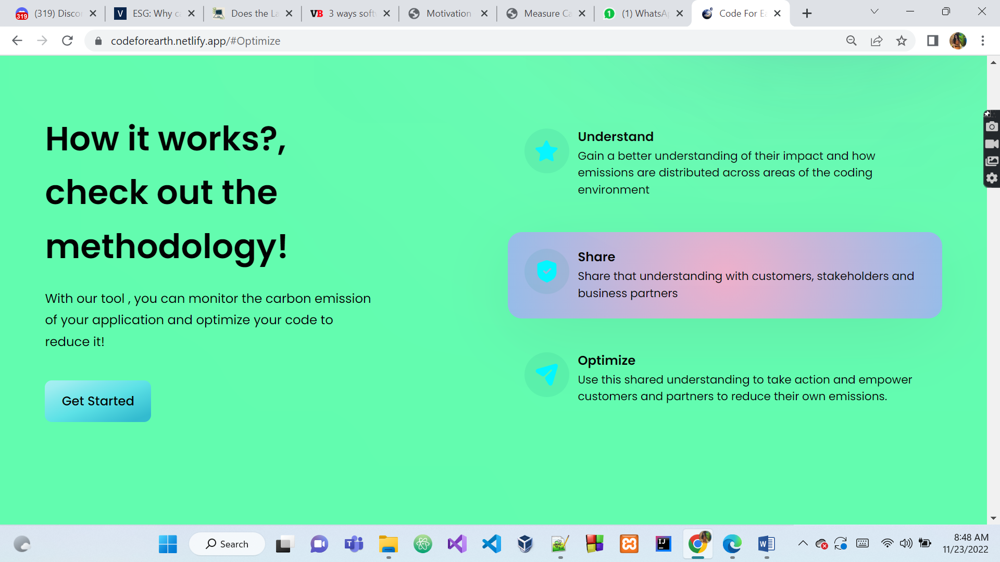 319
(319) Discor
V
ESG: Why ca
Does the La
VB
3 ways softw
Motivation
Measure Ca
1
(1) WhatsAp
Code For Ea
codeforearth.netlify.app/#Optimize
How it works?,
check out the
methodology!
With our tool , you can monitor the carbon emission
of your application and optimize your code to
reduce it!
Get Started
Understand
Gain a better understanding of their impact and how
emissions are distributed across areas of the coding
environment
Share
Share that understanding with customers, stakeholders and
business partners
Optimize
Use this shared understanding to take action and empower
customers and partners to reduce their own emissions.
Search
T
IJ
W
8:48 AM
11/23/2022